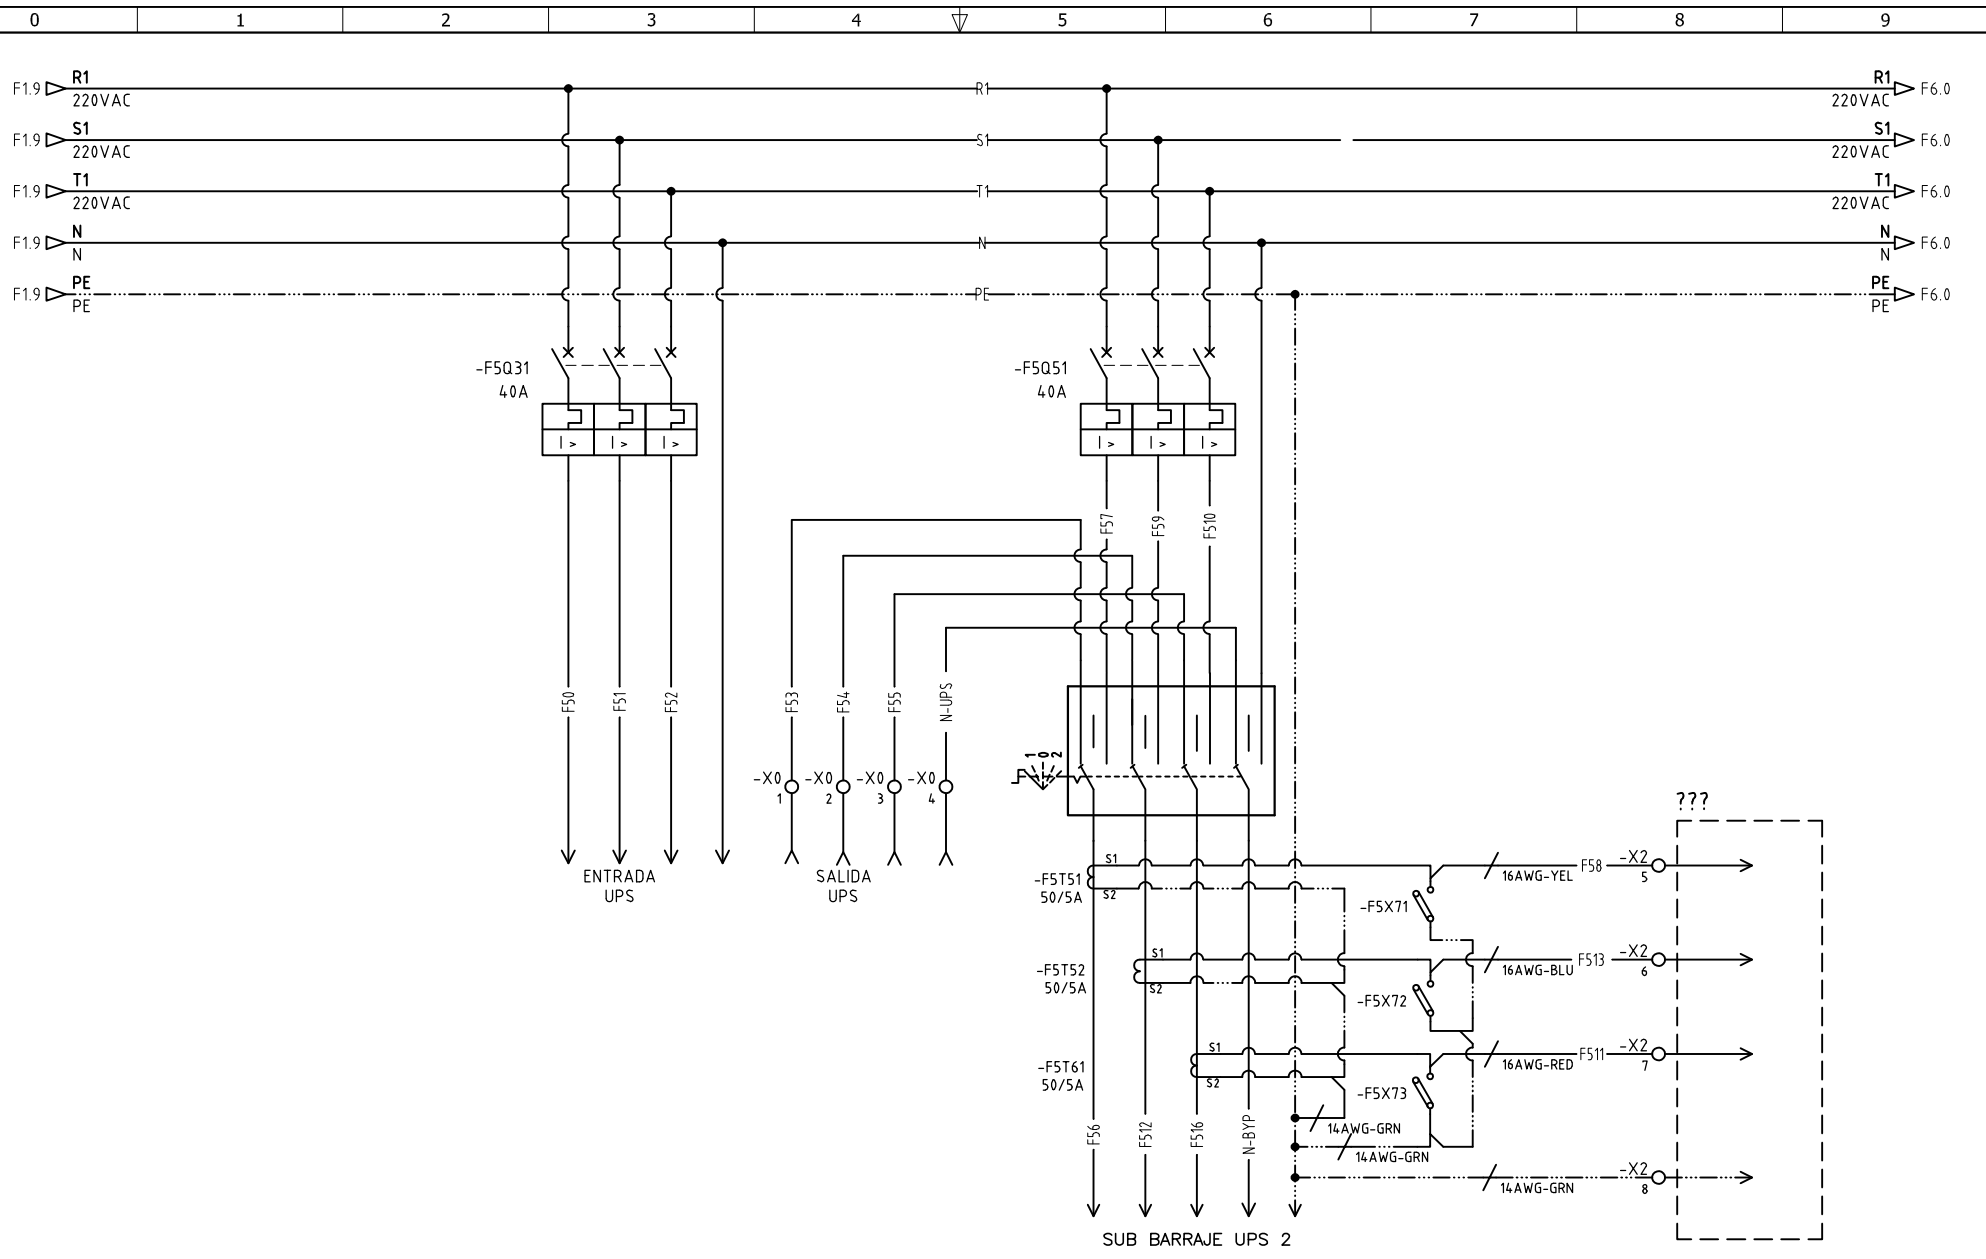 0 1 2 3 4 5 6 7 8 9
F1.9 R1 R1 R1 F6.0
220VAC 220VAC
F1.9 S1 S1 S1 F6.0
220VAC 220VAC
F1.9 T1 T1 T1 F6.0
220VAC 220VAC
F1.9 N N N F6.0
N N
F1.9 PE PE PE F6.0
PE PE
-F5Q31 -F5Q51
40A 40A
I > I > I > I > I > I >
F57 F59 F510
F50 F51 F52 F53 F54 F55 N-UPS
1 0 2
-X0 -X0 -X0 -X0
1 2 3 4
???
ENTRADA
UPS
SALIDA
UPS
-F5T51
50/5A
S1
S2
-F5X71
16AWG-YEL
F58
-X2
5
-F5T52
50/5A
S1
S2
-F5X72
16AWG-BLU
F513
-X2
6
-F5T61
50/5A
S1
S2
-F5X73
16AWG-RED
F511
-X2
7
F56 F512 F516 N-BYP
14AWG-GRN
14AWG-GRN
14AWG-GRN
-X2
8
SUB BARRAJE UPS 2